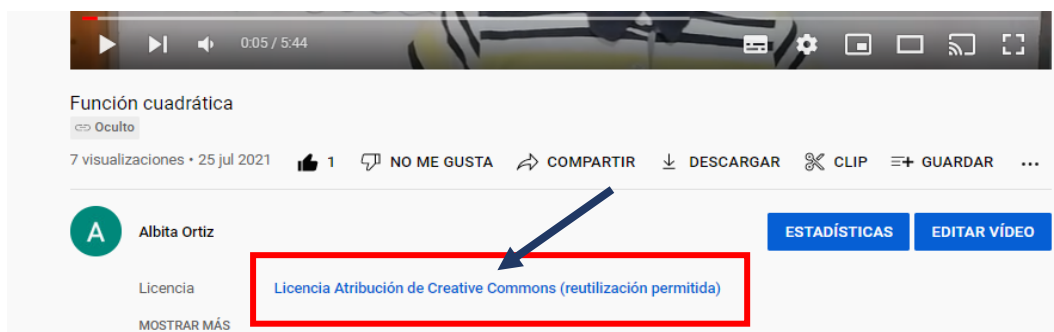 0:05 / 5:44
Función cuadrática
Oculto
7 visualizaciones • 25 jul 2021 1 NO ME GUSTA COMPARTIR DESCARGAR CLIP GUARDAR ...
A Albita Ortiz ESTADÍSTICAS EDITAR VÍDEO
Licencia Licencia Atribución de Creative Commons (reutilización permitida)
MOSTRAR MÁS